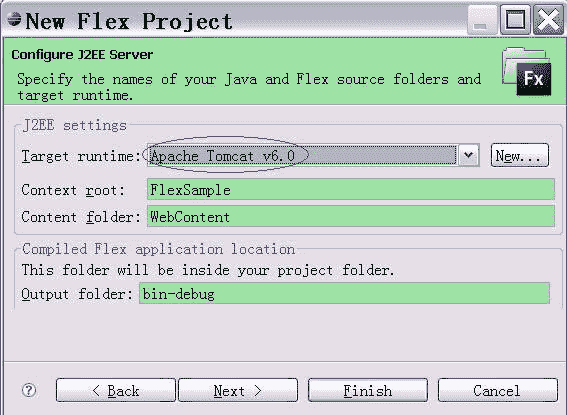 New Flex Project
Configure J2EE Server
Specify the names of your Java and Flex source folders and
target runtime.
Fx
J2EE settings
Target runtime: Apache Tomcat v6.0 New...
Context root: FlexSample
Content folder: WebContent
Compiled Flex application location
This folder will be inside your project folder.
Output folder: bin-debug
? < Back Next > Finish Cancel